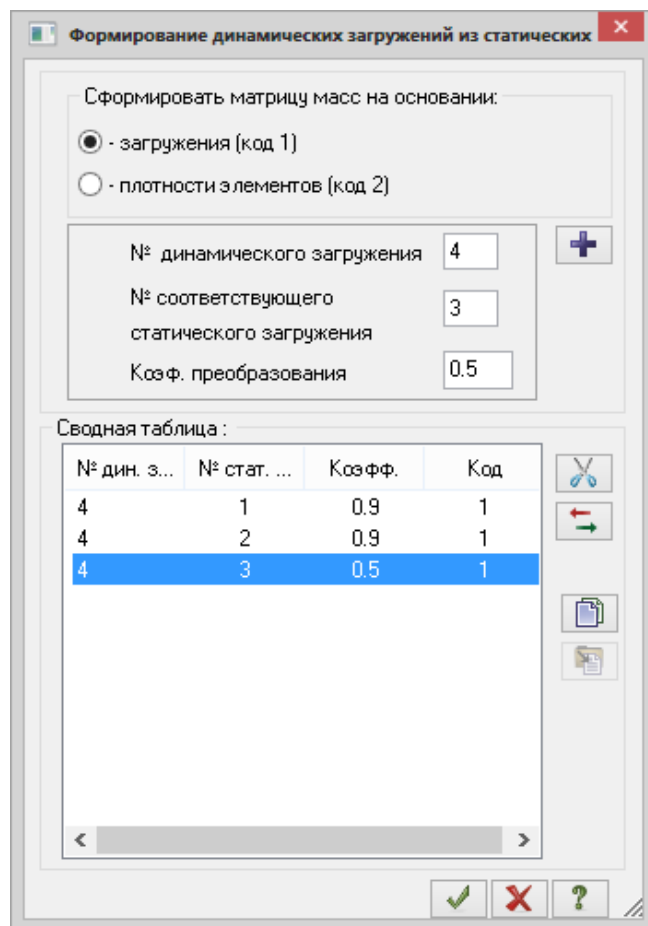 Формирование динамических загружений из статических
Сформировать матрицу масс на основании:
- загружения (код 1)
- плотности элементов (код 2)
№ динамического загружения 4
№ соответствующего
статического загружения 3
Коэф. преобразования 0.5
Сводная таблица :
№ дин. з... № стат. ... Коэфф. Код
4 1 0.9 1
4 2 0.9 1
4 3 0.5 1